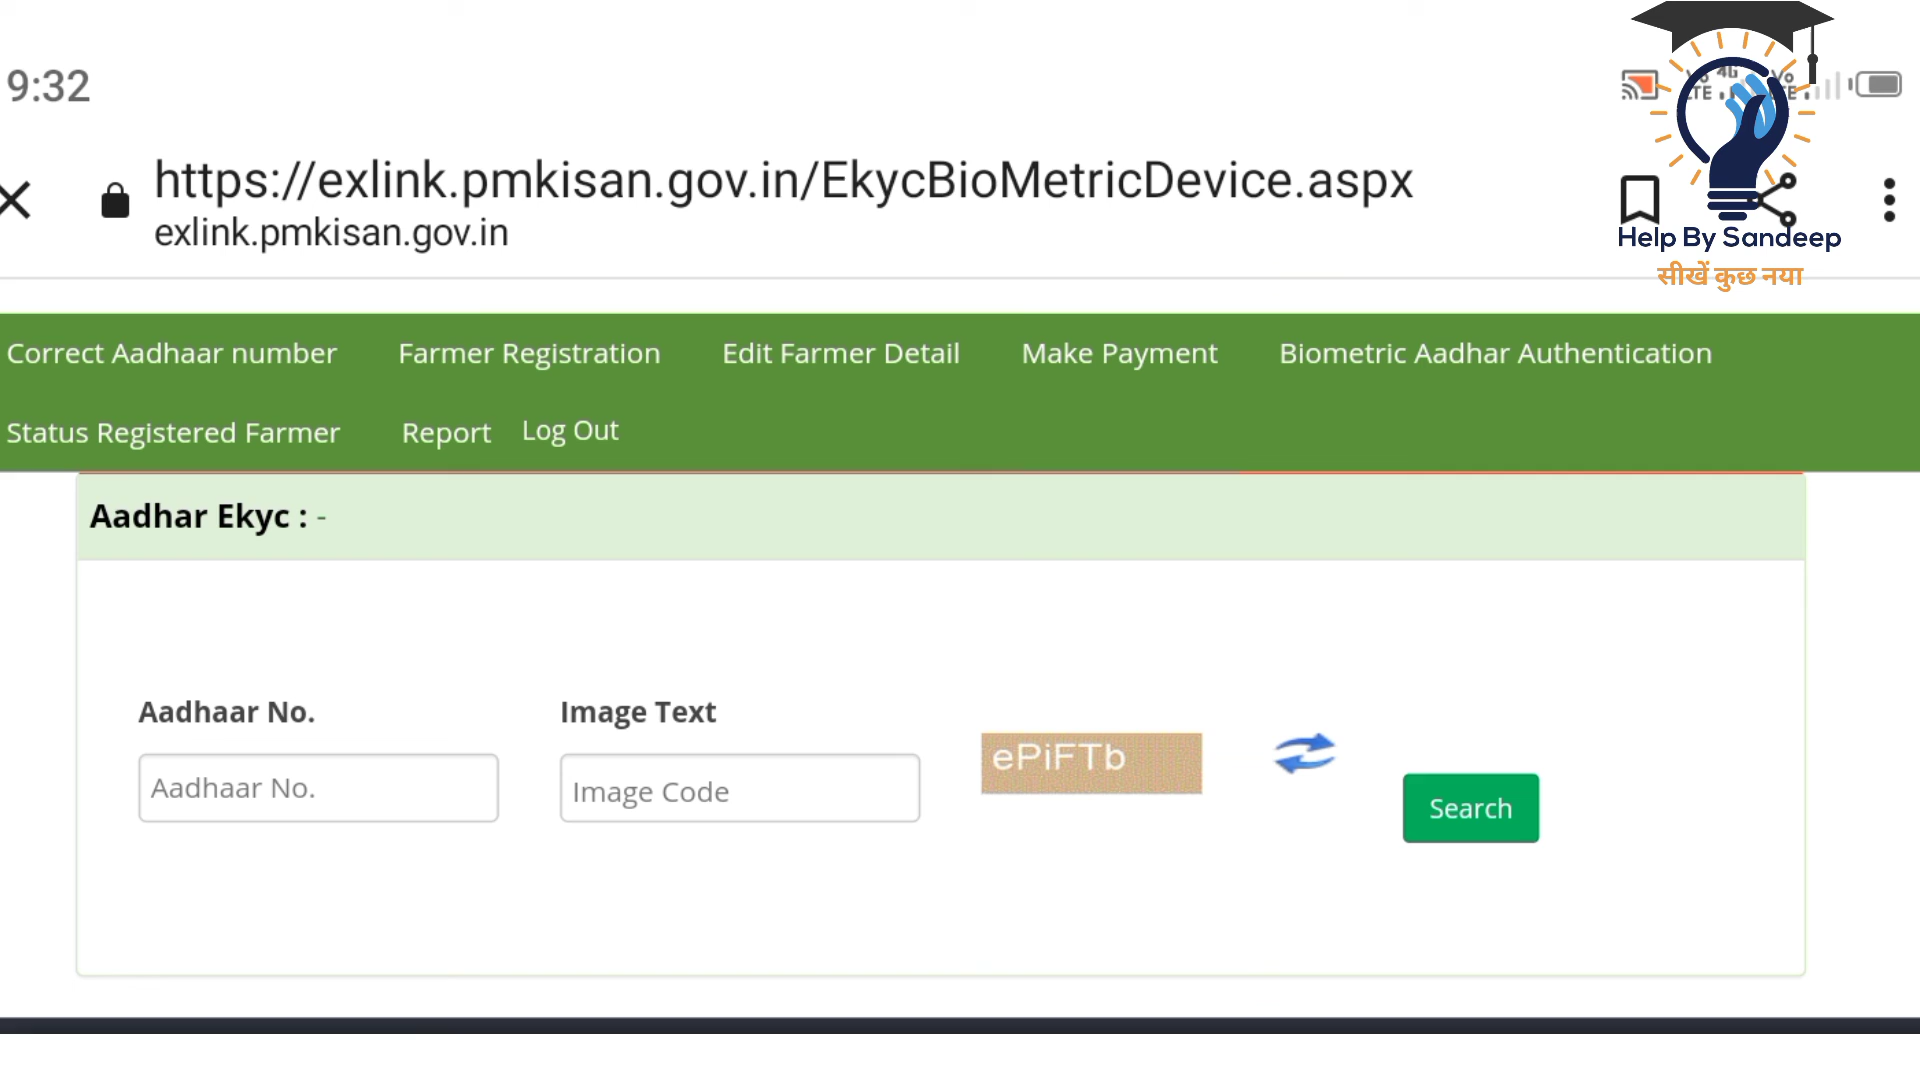 9:32
https://exlink.pmkisan.gov.in/EkycBioMetricDevice.aspx
exlink.pmkisan.gov.in
Help By Sandeep
सीखें कुछ नया
Correct Aadhaar number Farmer Registration Edit Farmer Detail Make Payment Biometric Aadhar Authentication
Status Registered Farmer Report Log Out
Aadhar Ekyc : -
Aadhaar No. Image Text
Aadhaar No. Image Code ePiFTb
Search